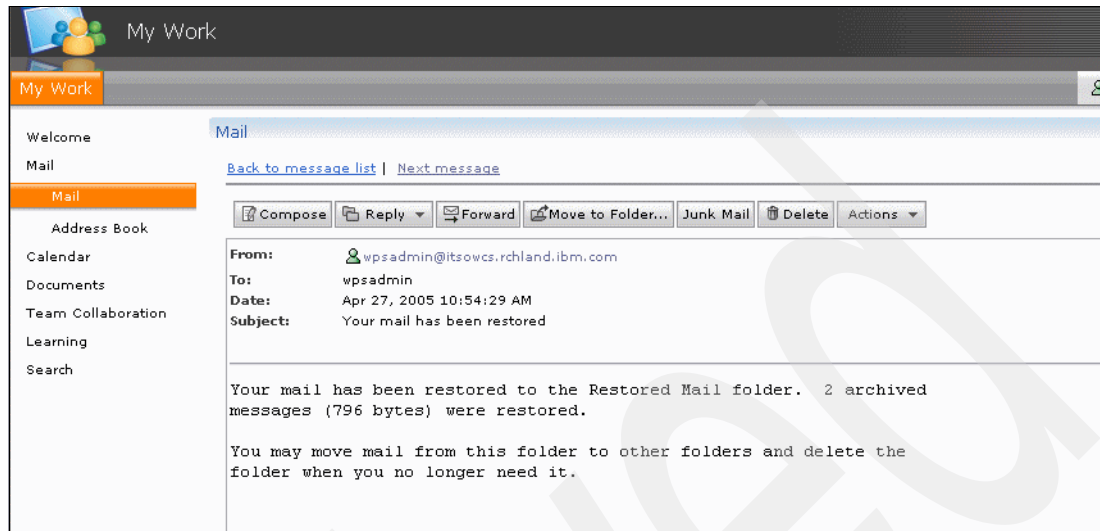 My Work
My Work
Welcome
Mail
Mail
Address Book
Calendar
Documents
Team Collaboration
Learning
Search
Mail
Back to message list | Next message
Compose Reply Forward Move to Folder... Junk Mail Delete Actions
From: wpsadmin@itsowcs.rchland.ibm.com
To: wpsadmin
Date: Apr 27, 2005 10:54:29 AM
Subject: Your mail has been restored
Your mail has been restored to the Restored Mail folder. 2 archived
messages (796 bytes) were restored.
You may move mail from this folder to other folders and delete the
folder when you no longer need it.